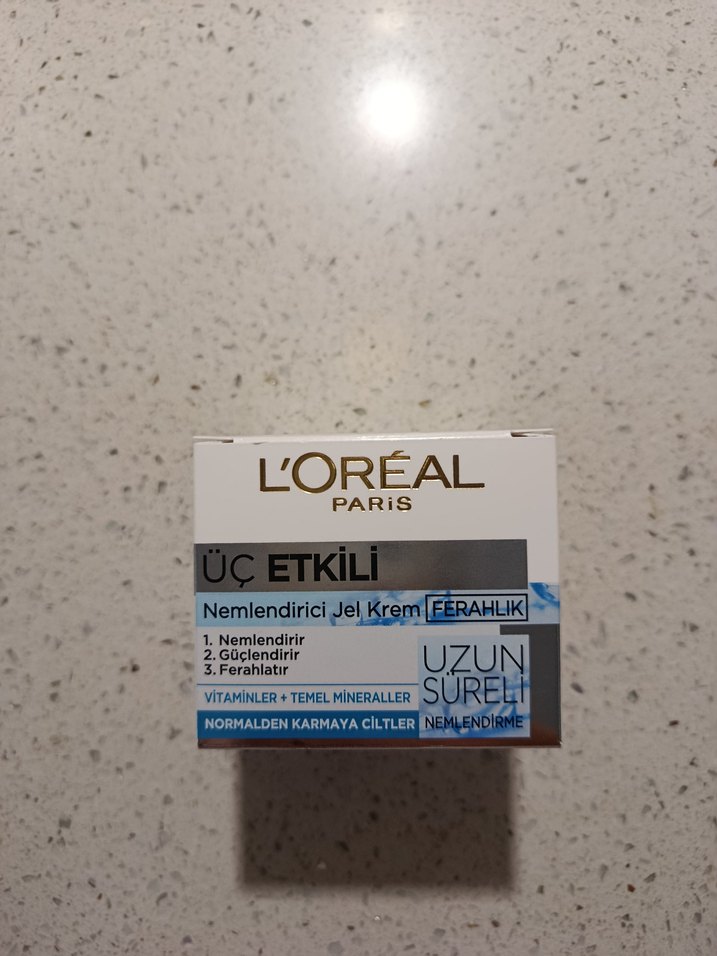 L'ORÉAL
PARiS
ÜÇ ETKİLİ
Nemlendirici Jel Krem FERAHLIK
1. Nemlendirir
2. Güçlendirir
3. Ferahlatır
VİTAMİNLER + TEMEL MİNERALLER
NORMALDEN KARMAYA CİLTLER
UZUN
SÜRELİ
NEMLENDİRME